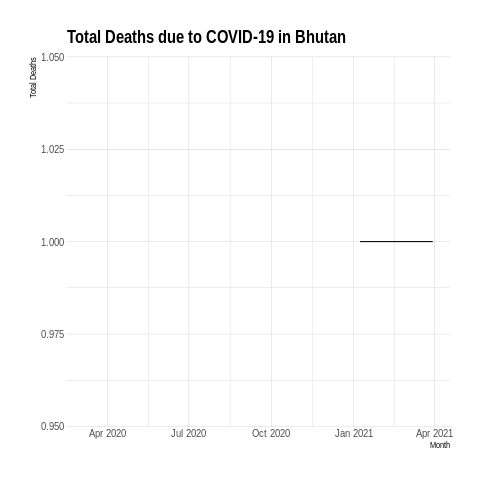 Total Deaths due to COVID-19 in Bhutan
Total Deaths
1.050
1.025
1.000
0.975
0.950
Apr 2020 Jul 2020 Oct 2020 Jan 2021 Apr 2021
Month